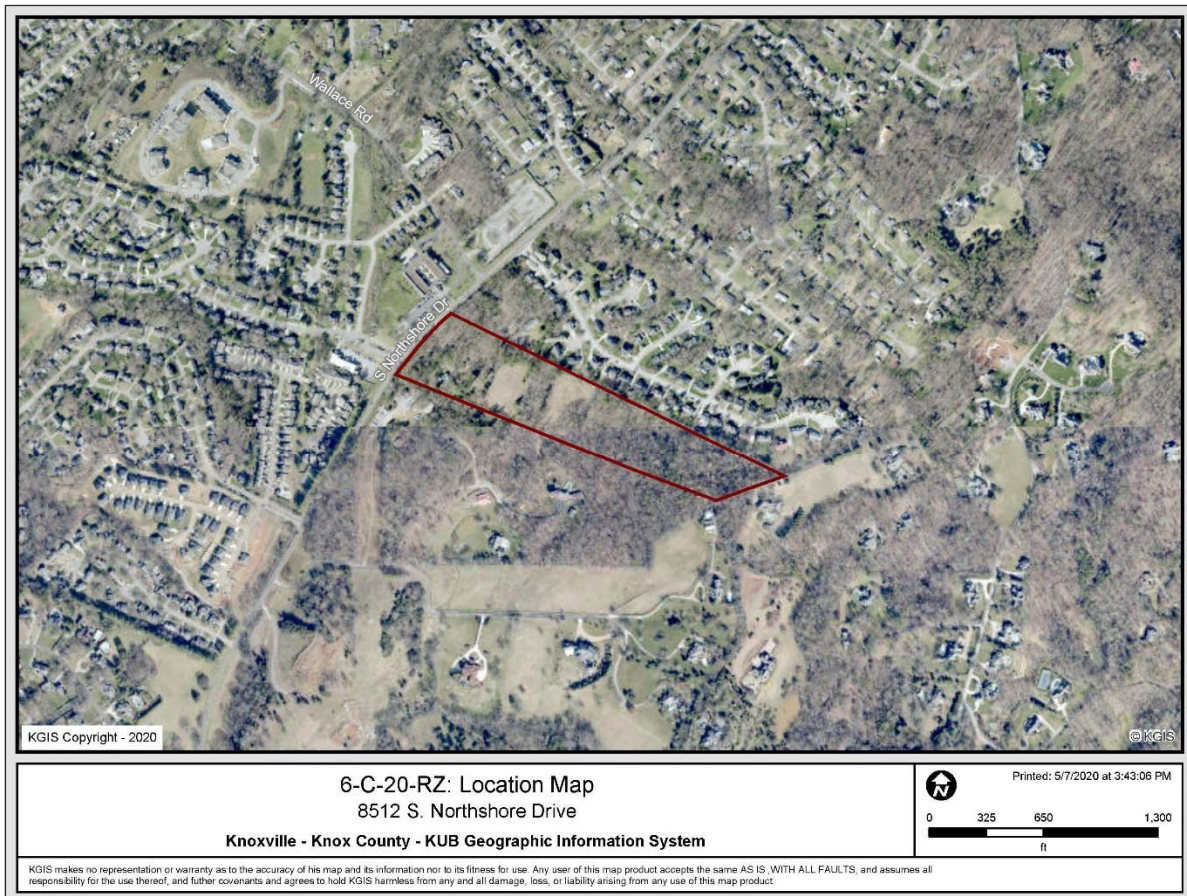 Wallace Rd
S Northshore Dr
KGIS Copyright - 2020
© KGIS
6-C-20-RZ: Location Map
8512 S. Northshore Drive
Knoxville - Knox County - KUB Geographic Information System
N
Printed: 5/7/2020 at 3:43:06 PM
0 325 650 1,300
ft
KGIS makes no representation or warranty as to the accuracy of his map and its information nor to its fitness for use. Any user of this map product accepts the same AS IS ,WITH ALL FAULTS, and assumes all
responsibility for the use thereof, and futher covenants and agrees to hold KGIS harmless from any and all damage, loss, or liability arising from any use of this map product.